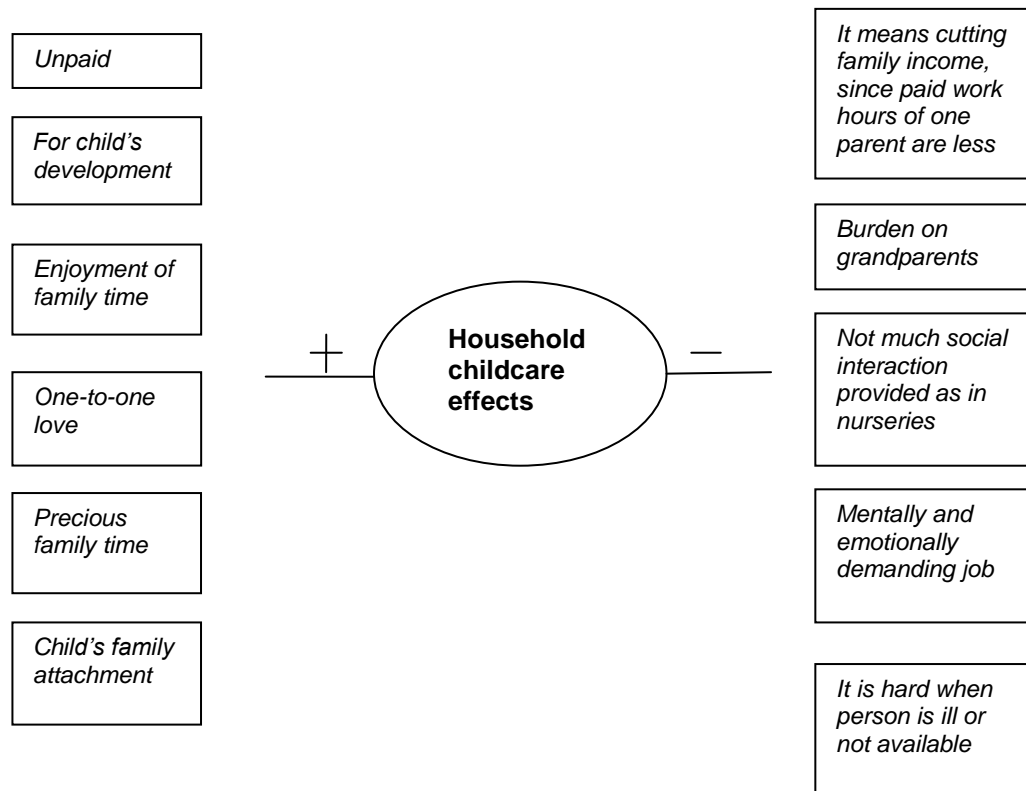 Unpaid
For child’s
development
Enjoyment of
family time
One-to-one
love
Precious
family time
Child’s family
attachment
+
Household
childcare
effects
–
It means cutting
family income,
since paid work
hours of one
parent are less
Burden on
grandparents
Not much social
interaction
provided as in
nurseries
Mentally and
emotionally
demanding job
It is hard when
person is ill or
not available